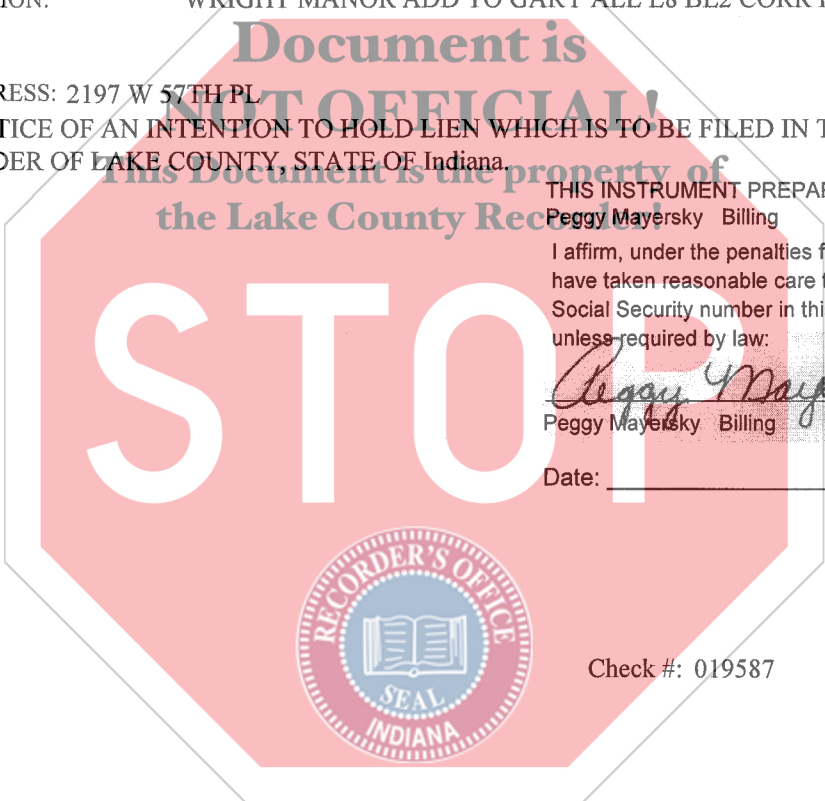 ION: WRIGHT MANOR ADD TO GARY ALL L8 BL2 CORR
Document is
RESS: 2197 W 57TH PL
NOT OFFICIAL!
TICE OF AN INTENTION TO HOLD LIEN WHICH IS TO BE FILED IN T
DER OF LAKE COUNTY, STATE OF Indiana.
This Document is the property of
THIS INSTRUMENT PREPAR
the Lake County Recorder!
Peggy Mayersky Billing
I affirm, under the penalties f
have taken reasonable care t
Social Security number in thi
unless required by law:
STOP
Peggy May
Peggy Mayersky Billing
Date:
RECORDER'S OFFICE
SEAL
INDIANA
Check #: 019587